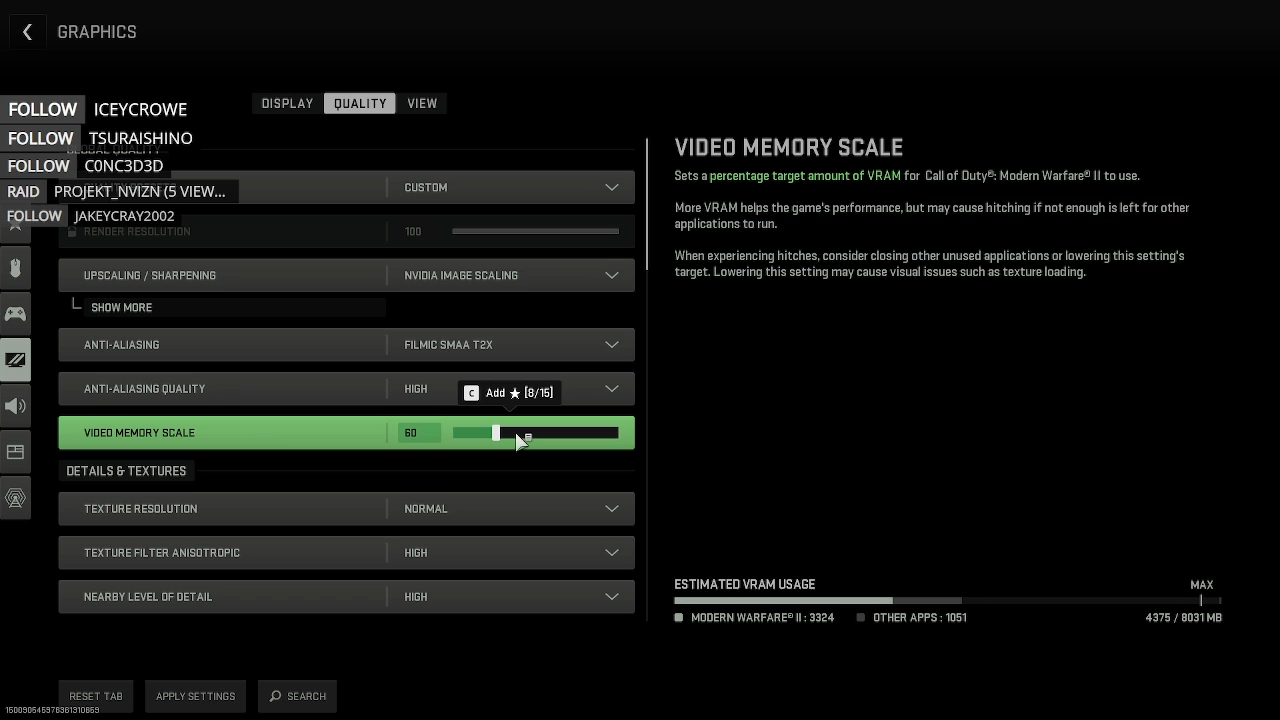 GRAPHICS
DISPLAY QUALITY VIEW
FOLLOW ICEYCROWE
FOLLOW TSURAISHINO
FOLLOW C0NC3D3D
RAID PROJEKT_NVIZN (5 VIEW...
FOLLOW JAKEYCRAY2002
CUSTOM
RENDER RESOLUTION 100
UPSCALING / SHARPENING NVIDIA IMAGE SCALING
SHOW MORE
ANTI-ALIASING FILMIC SMAA T2X
ANTI-ALIASING QUALITY HIGH
C Add ★ [8/15]
VIDEO MEMORY SCALE 60
DETAILS & TEXTURES
TEXTURE RESOLUTION NORMAL
TEXTURE FILTER ANISOTROPIC HIGH
NEARBY LEVEL OF DETAIL HIGH
VIDEO MEMORY SCALE
Sets a percentage target amount of VRAM for Call of Duty®: Modern Warfare® II to use.
More VRAM helps the game's performance, but may cause hitching if not enough is left for other
applications to run.
When experiencing hitches, consider closing other unused applications or lowering this setting's
target. Lowering this setting may cause visual issues such as texture loading.
ESTIMATED VRAM USAGE MAX
MODERN WARFARE® II : 3324 OTHER APPS : 1051 4375 / 8031 MB
RESET TAB APPLY SETTINGS SEARCH